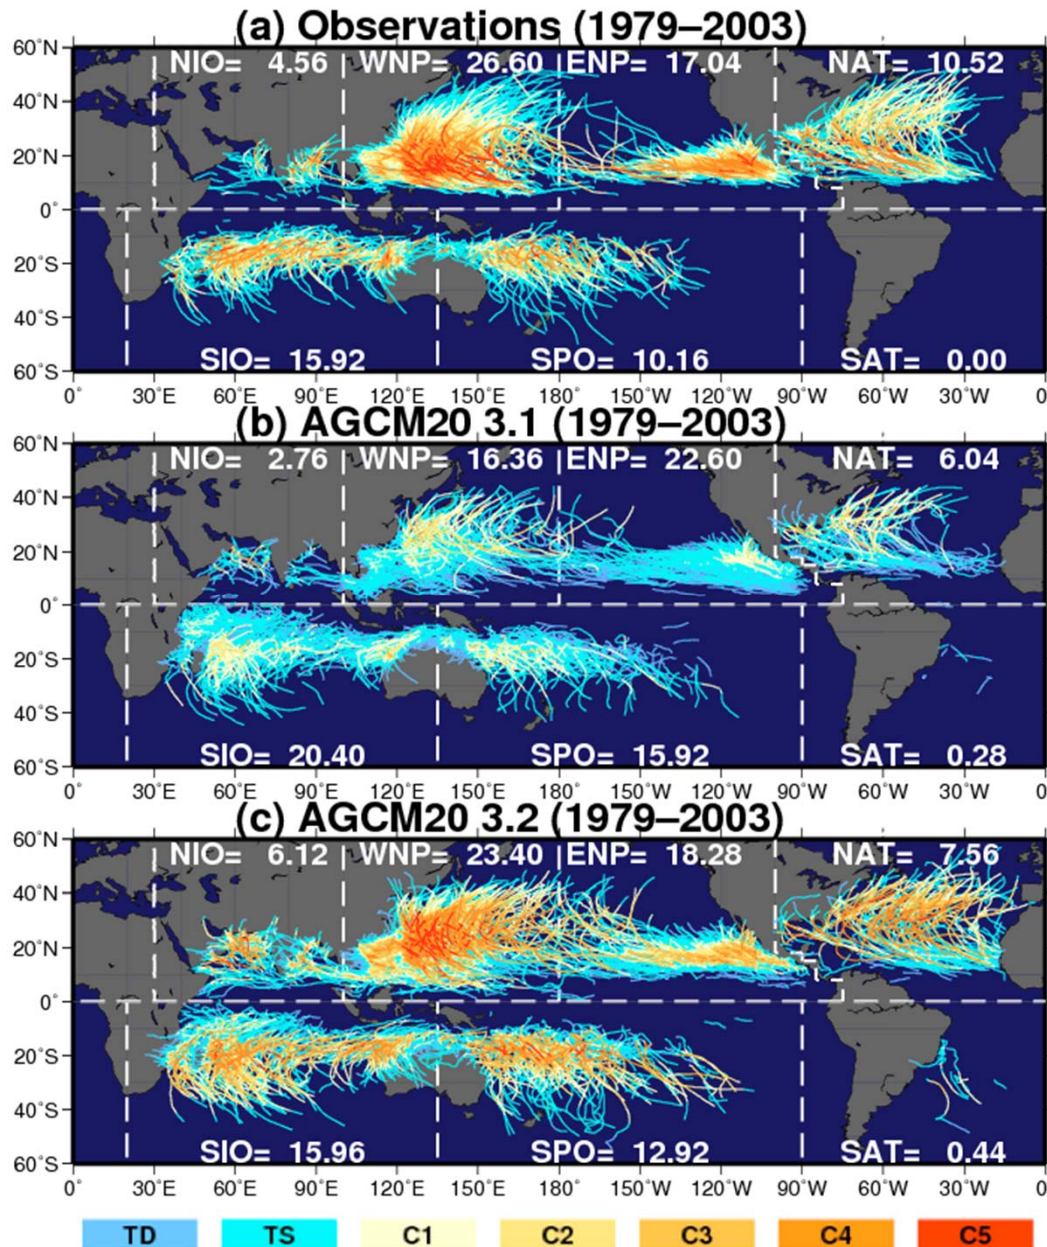 (a) Observations (1979–2003)
60°N
NIO= 4.56 WNP= 26.60 ENP= 17.04 NAT= 10.52
40°N
20°N
0°
20°S
40°S
SIO= 15.92 SPO= 10.16 SAT= 0.00
60°S
0° 30°E 60°E 90°E 120°E 150°E 180° 150°W 120°W 90°W 60°W 30°W 0
(b) AGCM20 3.1 (1979–2003)
60°N
NIO= 2.76 WNP= 16.36 ENP= 22.60 NAT= 6.04
40°N
20°N
0°
20°S
40°S
SIO= 20.40 SPO= 15.92 SAT= 0.28
60°S
0° 30°E 60°E 90°E 120°E 150°E 180° 150°W 120°W 90°W 60°W 30°W 0
(c) AGCM20 3.2 (1979–2003)
60°N
NIO= 6.12 WNP= 23.40 ENP= 18.28 NAT= 7.56
40°N
20°N
0°
20°S
40°S
SIO= 15.96 SPO= 12.92 SAT= 0.44
60°S
0° 30°E 60°E 90°E 120°E 150°E 180° 150°W 120°W 90°W 60°W 30°W 0
TD TS C1 C2 C3 C4 C5